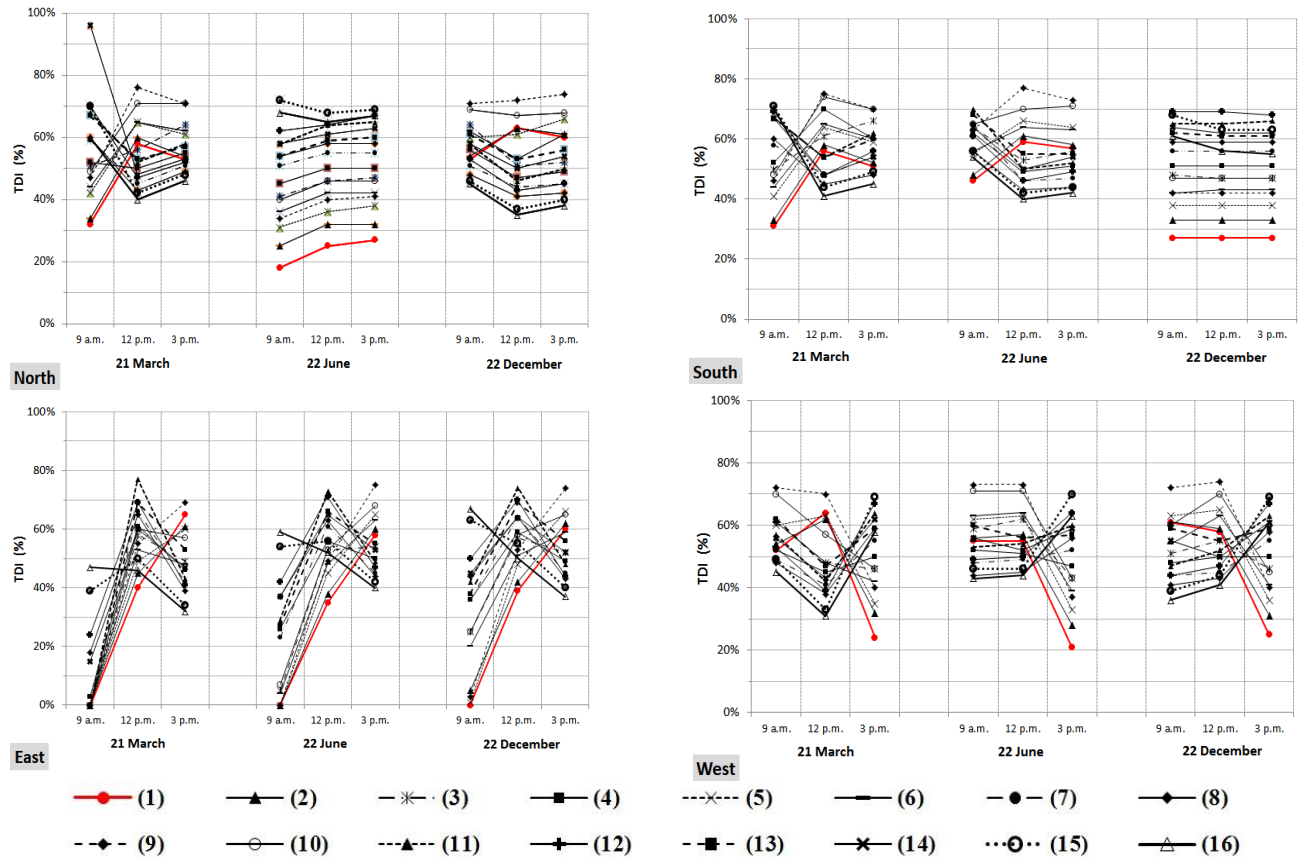 TDI (%)
100%
80%
60%
40%
20%
0%
9 a.m. 12 p.m. 3 p.m. 9 a.m. 12 p.m. 3 p.m. 9 a.m. 12 p.m. 3 p.m.
21 March 22 June 22 December
North
TDI (%)
100%
80%
60%
40%
20%
0%
9 a.m. 12 p.m. 3 p.m. 9 a.m. 12 p.m. 3 p.m. 9 a.m. 12 p.m. 3 p.m.
21 March 22 June 22 December
South
TDI (%)
100%
80%
60%
40%
20%
0%
9 a.m. 12 p.m. 3 p.m. 9 a.m. 12 p.m. 3 p.m. 9 a.m. 12 p.m. 3 p.m.
21 March 22 June 22 December
East
TDI (%)
100%
80%
60%
40%
20%
0%
9 a.m. 12 p.m. 3 p.m. 9 a.m. 12 p.m. 3 p.m. 9 a.m. 12 p.m. 3 p.m.
21 March 22 June 22 December
West
(1) (2) (3) (4) (5) (6) (7) (8)
(9) (10) (11) (12) (13) (14) (15) (16)